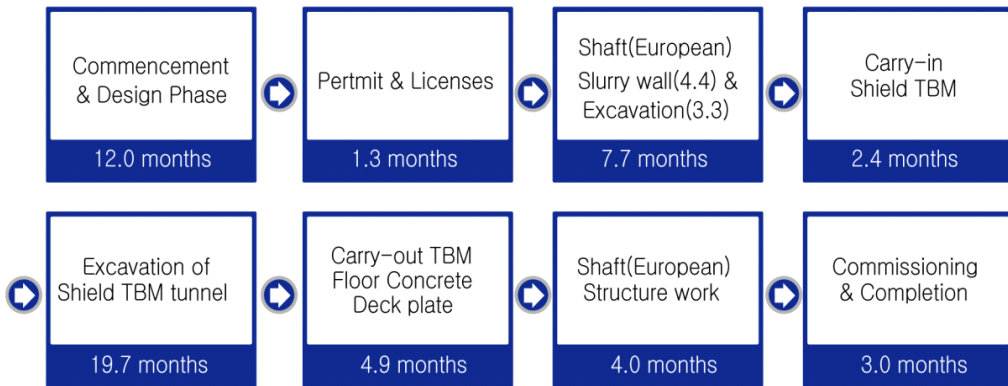 Commencement
& Design Phase
12.0 months
Pertmit & Licenses
1.3 months
Shaft(European)
Slurry wall(4.4) &
Excavation(3.3)
7.7 months
Carry-in
Shield TBM
2.4 months
Excavation of
Shield TBM tunnel
19.7 months
Carry-out TBM
Floor Concrete
Deck plate
4.9 months
Shaft(European)
Structure work
4.0 months
Commissioning
& Completion
3.0 months